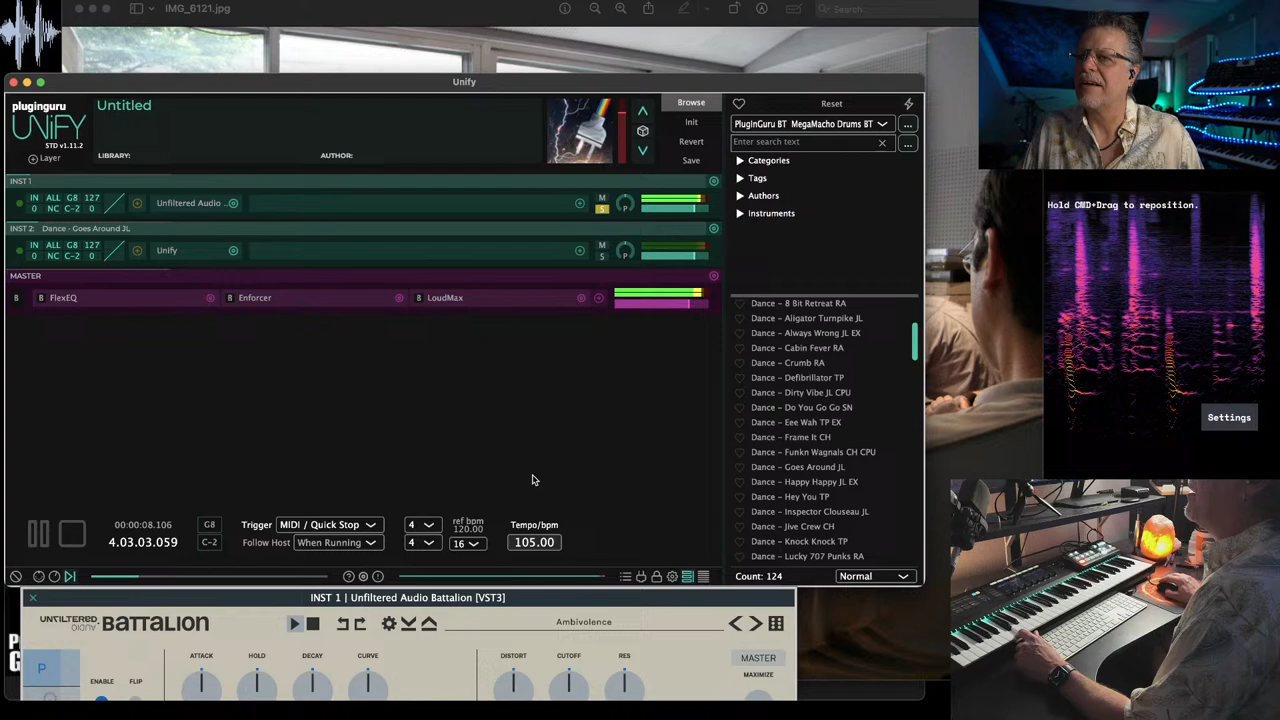 IMG_6121.jpg
Search
Unify
pluginguru
UNiFY
STD v1.11.2
Layer
Untitled
LIBRARY:
AUTHOR:
Browse
Init
Revert
Save
Reset
PlugInGuru BT MegaMacho Drums BT
...
Enter search text
...
Categories
Tags
Authors
Instruments
INST 1
IN ALL G8 127
0 NC C-2 2
Unfiltered Audio ..
M
S
P
INST 2: Dance - Goes Around JL
IN ALL G8 127
0 NC C-2 2
Unify
M
S
P
MASTER
B
B FlexEQ
B Enforcer
B LoudMax
Dance - 8 Bit Retreat RA
Dance - Aligator Turnpike JL
Dance - Always Wrong JL EX
Dance - Cabin Fever RA
Dance - Crumb RA
Dance - Defibrillator TP
Dance - Dirty Vibe JL CPU
Dance - Do You Go Go SN
Dance - Eee Wah TP EX
Dance - Frame It CH
Dance - Funkn Wagnals CH CPU
Dance - Goes Around JL
Dance - Happy Happy JL EX
Dance - Hey You TP
Dance - Inspector Clouseau JL
Dance - Jive Crew CH
Dance - Knock Knock TP
Dance - Lucky 707 Punks RA
Count: 124
Normal
00:00:08.106
4.03.03.059
G8
C-2
Trigger MIDI / Quick Stop
Follow Host When Running
4
4
ref bpm
120.00
16
Tempo/bpm
105.00
Hold CMD+Drag to reposition.
Settings
INST 1 | Unfiltered Audio Battalion [VST3]
UNFILTERED
AUDIO
BATTALION
Ambivolence
P
ENABLE
FLIP
ATTACK
HOLD
DECAY
CURVE
DISTORT
CUTOFF
RES
MASTER
MAXIMIZE